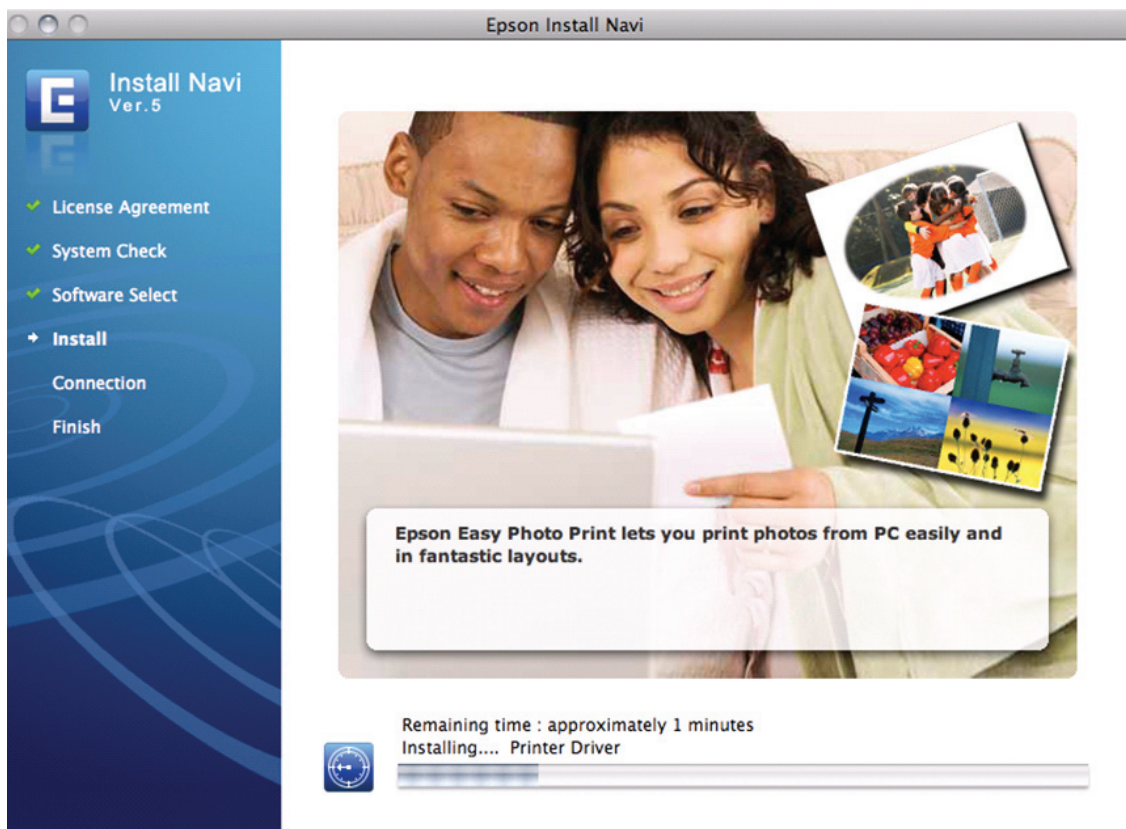 Epson Install Navi
E Install Navi
Ver.5
License Agreement
System Check
Software Select
Install
Connection
Finish
Epson Easy Photo Print lets you print photos from PC easily and
in fantastic layouts.
Remaining time : approximately 1 minutes
Installing.... Printer Driver